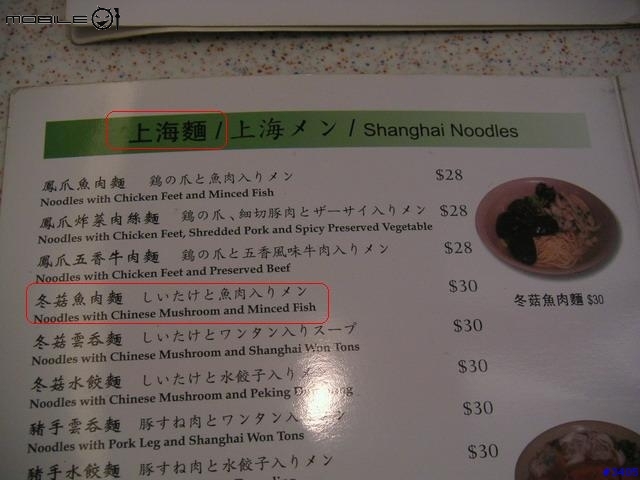 MOBILE
上海麵 / 上海メン / Shanghai Noodles
鳳爪魚肉麵 鶏の爪と魚肉入りメン $28
Noodles with Chicken Feet and Minced Fish
鳳爪炸菜肉絲麵 鶏の爪、細切豚肉とザーサイ入りメン $28
Noodles with Chicken Feet, Shredded Pork and Spicy Preserved Vegetable
鳳爪五香牛肉麵 鶏の爪と五香風味牛肉入りメン $28
Noodles with Chicken Feet and Preserved Beef
冬菇魚肉麵 しいたけと魚肉入りメン $30
Noodles with Chinese Mushroom and Minced Fish
冬菇魚肉麵 $30
冬菇雲呑麵 しいたけとワンタン入りスープ $30
Noodles with Chinese Mushroom and Shanghai Won Tons
冬菇水餃麵 しいたけと水餃子入りメン $30
Noodles with Chinese Mushroom and Peking
豬手雲呑麵 豚すね肉とワンタン入りメン $30
Noodles with Pork Leg and Shanghai Won Tons
豬手水餃麵 豚すね肉と水餃子入りメン $30